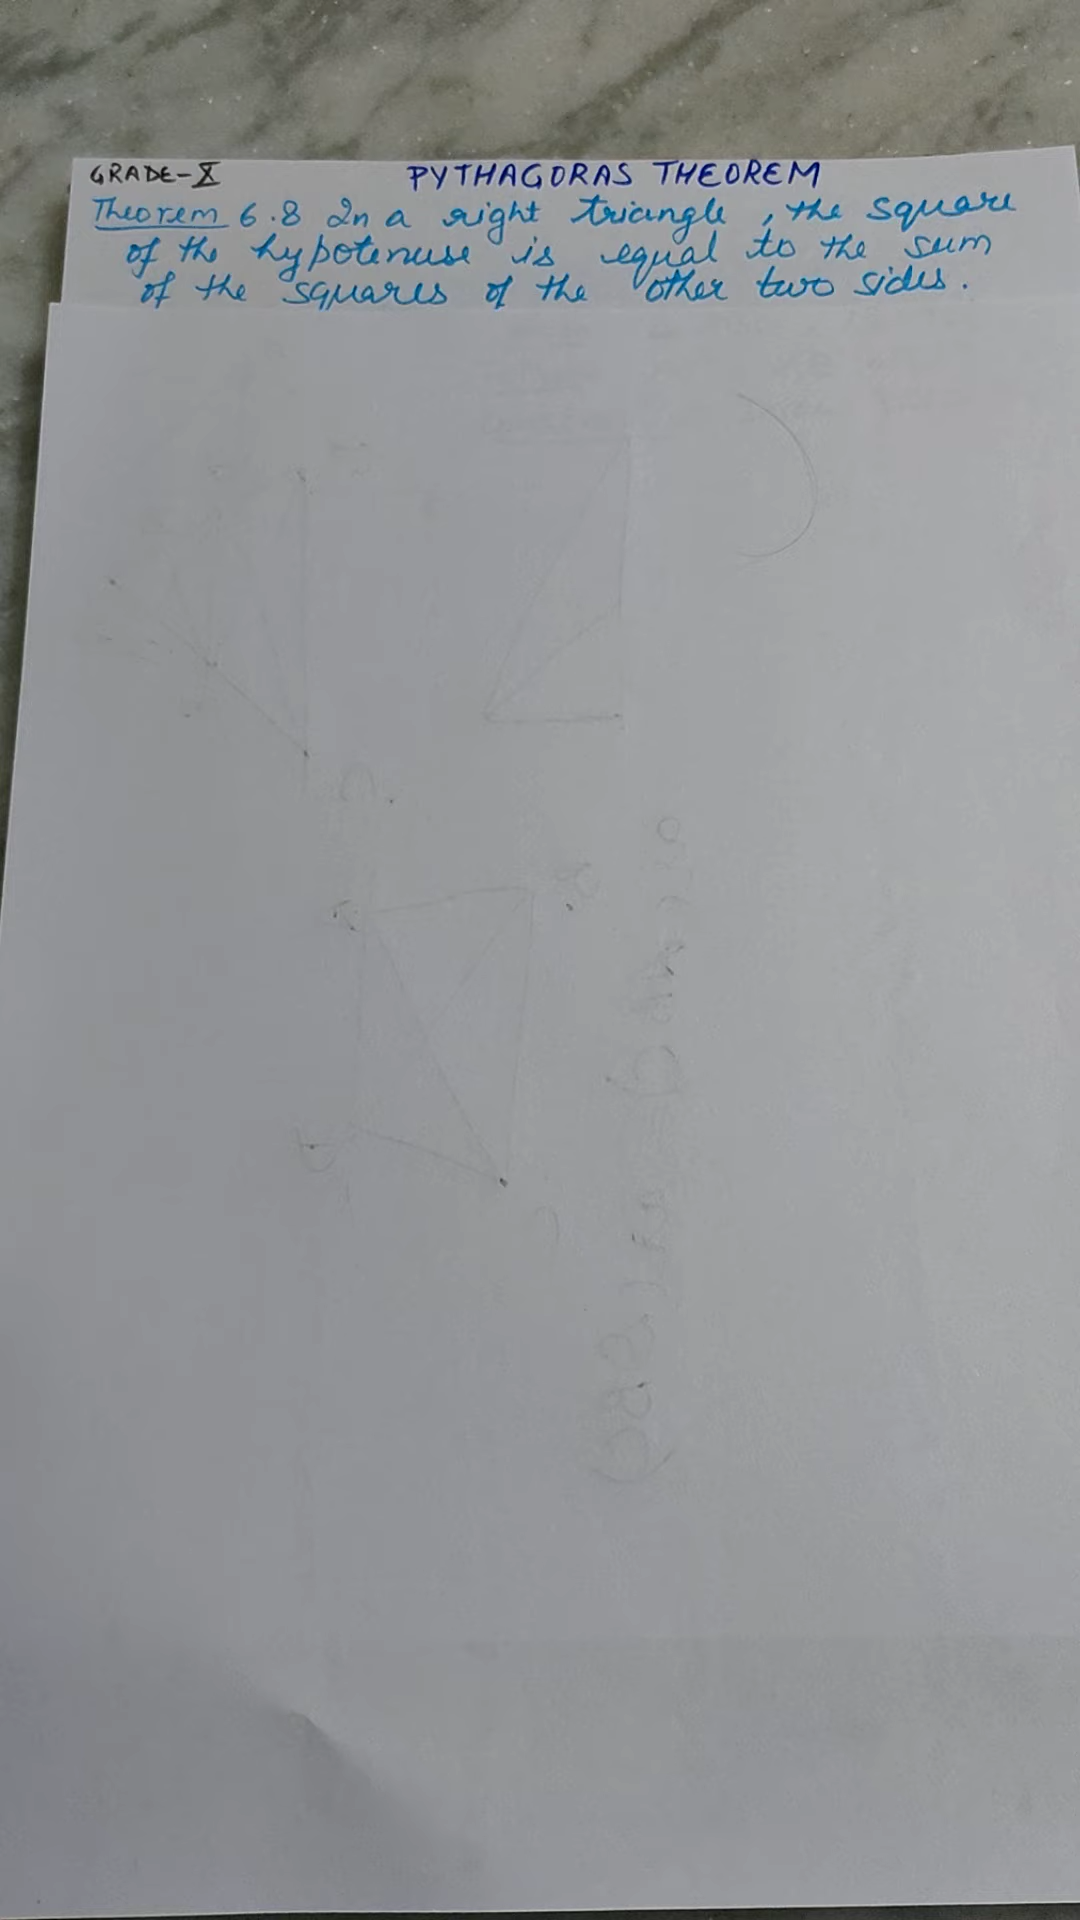 GRADE-X PYTHAGORAS THEOREM
Theorem 6.8 In a right triangle, the square
of the hypotenuse is equal to the sum
of the squares of the other two sides.